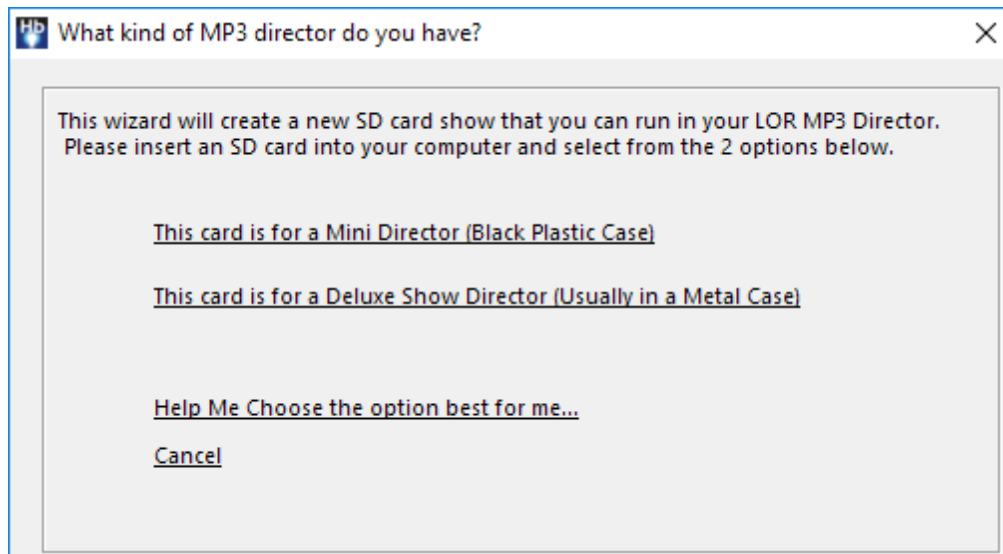 Hb What kind of MP3 director do you have?
This wizard will create a new SD card show that you can run in your LOR MP3 Director.
Please insert an SD card into your computer and select from the 2 options below.
This card is for a Mini Director (Black Plastic Case)
This card is for a Deluxe Show Director (Usually in a Metal Case)
Help Me Choose the option best for me...
Cancel